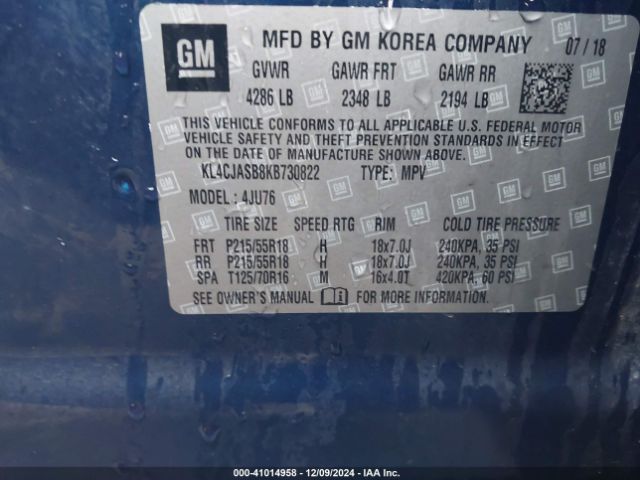 GM MFD BY GM KOREA COMPANY 07/18
GVWR GAWR FRT GAWR RR
4286 LB 2348 LB 2194 LB
THIS VEHICLE CONFORMS TO ALL APPLICABLE U.S. FEDERAL MOTOR
VEHICLE SAFETY AND THEFT PREVENTION STANDARDS IN EFFECT ON
THE DATE OF MANUFACTURE SHOWN ABOVE.
KL4CJASB8KB730822 TYPE: MPV
MODEL: 4JU76
TIRE SIZE SPEED RTG RIM COLD TIRE PRESSURE
FRT P215/55R18 H 18x7.0J 240KPA, 35 PSI
RR P215/55R18 H 18x7.0J 240KPA, 35 PSI
SPA T125/70R16 M 16x4.0T 420KPA, 60 PSI
SEE OWNER'S MANUAL FOR MORE INFORMATION.
COPART: 41014958 - 12/09/2024 - IAA Inc.